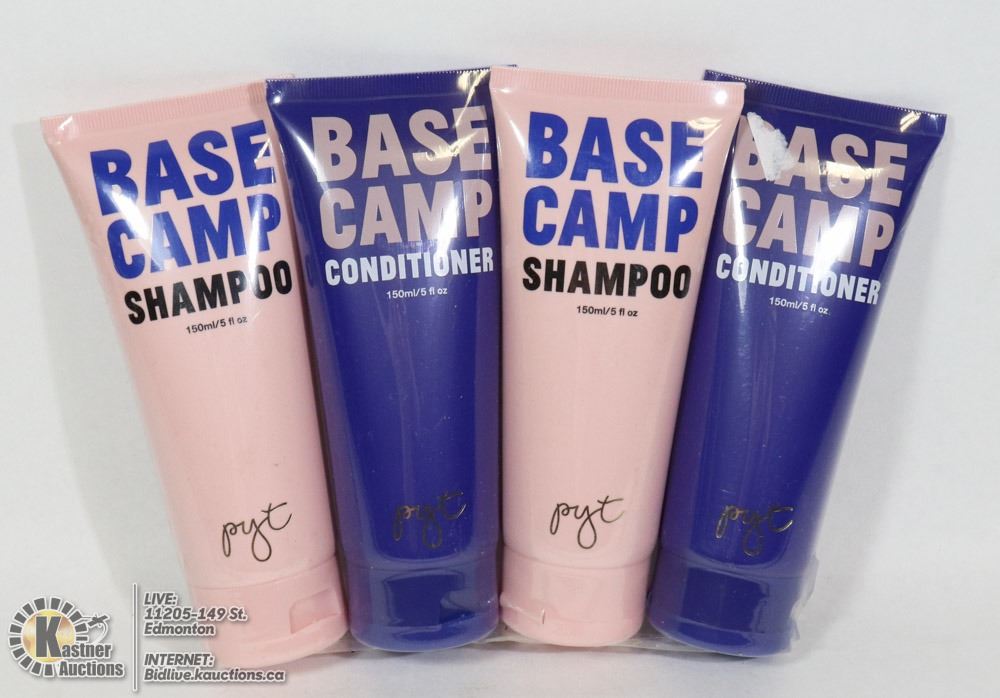 BASE
CAMP
SHAMPOO
150ml/5 fl oz
pyt
BASE
CAMP
CONDITIONER
150ml/5 fl oz
pyt
BASE
CAMP
SHAMPOO
150ml/5 fl oz
pyt
BASE
CAMP
CONDITIONER
150ml/5 fl oz
pyt
K
Kastner
Auctions
LIVE:
11205-149 St.
Edmonton
INTERNET:
Bidlive.kauctions.ca